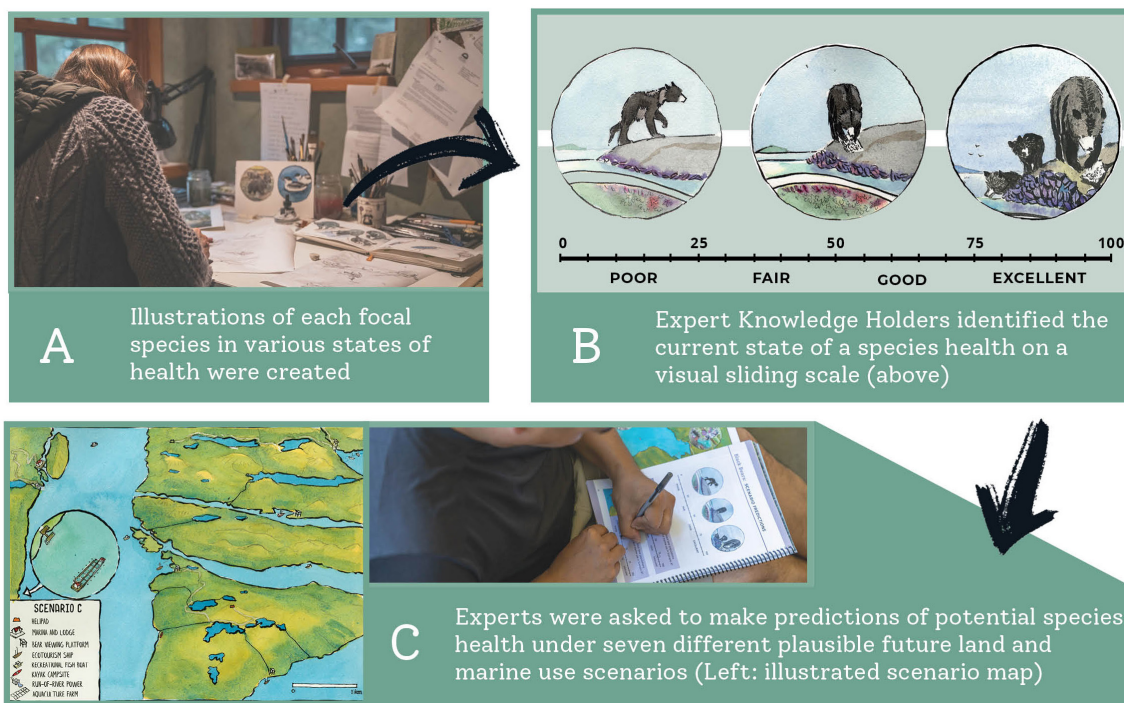 0 25 50 75 100
POOR FAIR GOOD EXCELLENT
A
Illustrations of each focal
species in various states of
health were created
B
Expert Knowledge Holders identified the
current state of a species health on a
visual sliding scale (above)
SCENARIO C
HELIPAD
MARINA AND LODGE
BEAR VIEWING PLATFORM
ECOTOURISM SHIP
RECREATIONAL FISH BOAT
KAYAK CAMPSITE
RUN-OF-RIVER POWER
AQUACULTURE FARM
SCENARIO PREDICTIONS
C
Experts were asked to make predictions of potential species
health under seven different plausible future land and
marine use scenarios (Left: illustrated scenario map)